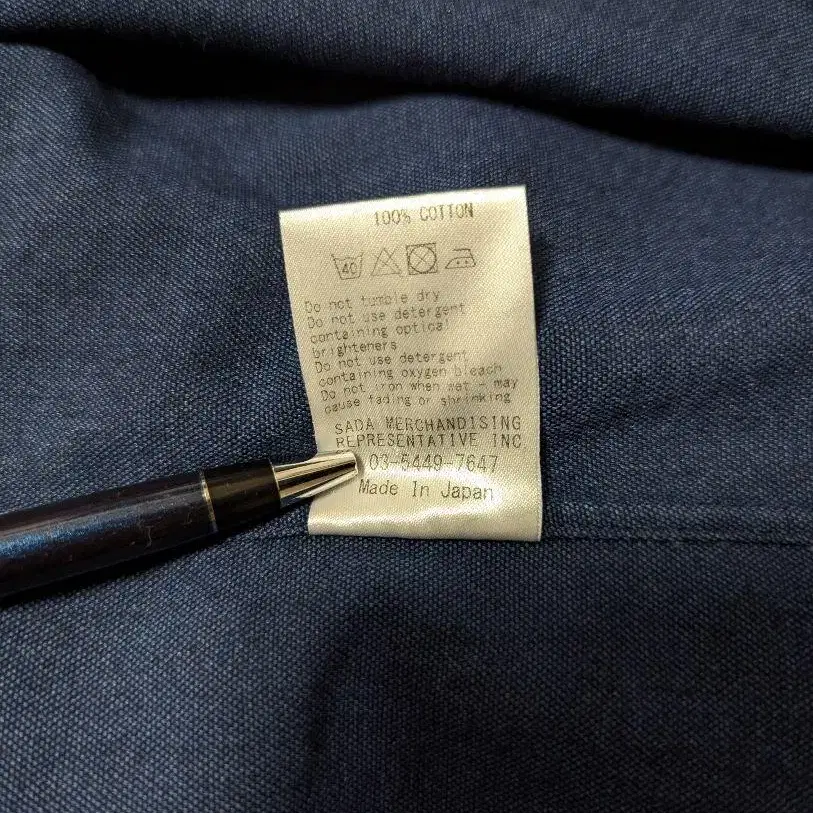 100% COTTON
40
Do not tumble dry
Do not use detergent
containing optical
brighteners
Do not use detergent
containing oxygen bleach
Do not iron when wet - may
cause fading or shrinking
SADA MERCHANDISING
REPRESENTATIVE INC
03-5449-7647
Made In Japan